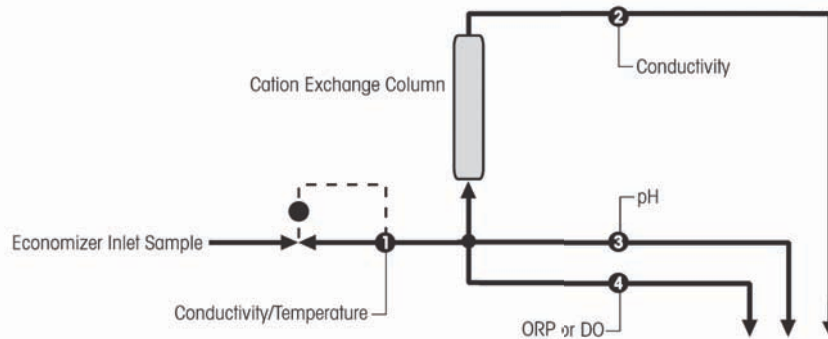 2
Conductivity
Cation Exchange Column
pH
Economizer Inlet Sample
1
3
4
Conductivity/Temperature
ORP or DO